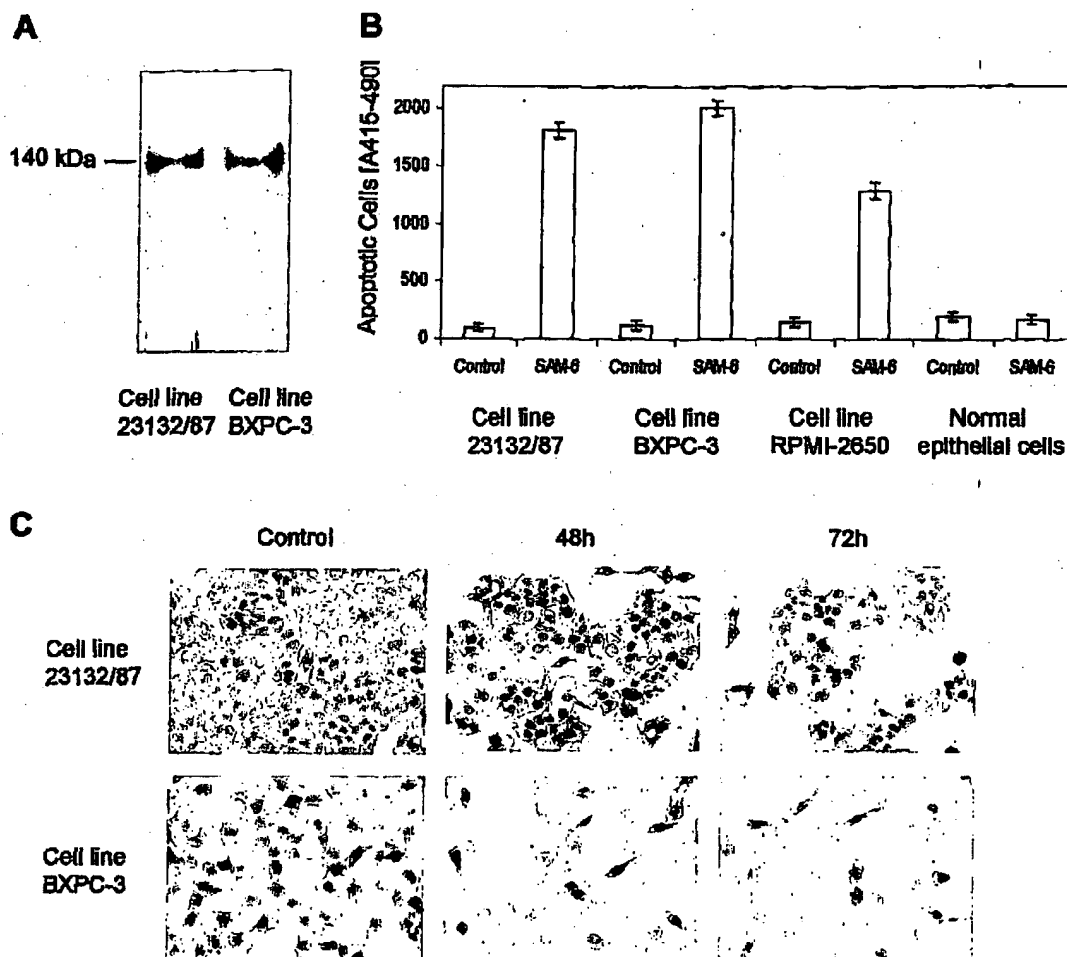 A
140 kDa
Cell line Cell line
23132/87 BXPC-3
B
Apoptotic Cells [A415-490]
2000
1500
1000
500
0
Control SAM-6 Control SAM-6 Control SAM-6 Control SAM-6
Cell line Cell line Cell line Normal
23132/87 BXPC-3 RPMI-2650 epithelial cells
C
Control 48h 72h
Cell line
23132/87
Cell line
BXPC-3